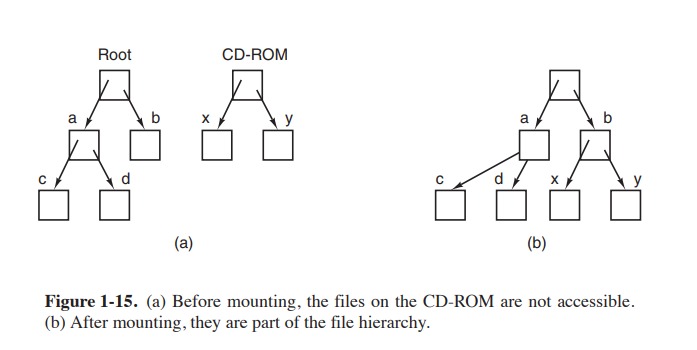 Root CD-ROM
a b x y
c d
(a)
a b
c d x y
(b)
Figure 1-15. (a) Before mounting, the files on the CD-ROM are not accessible.
(b) After mounting, they are part of the file hierarchy.